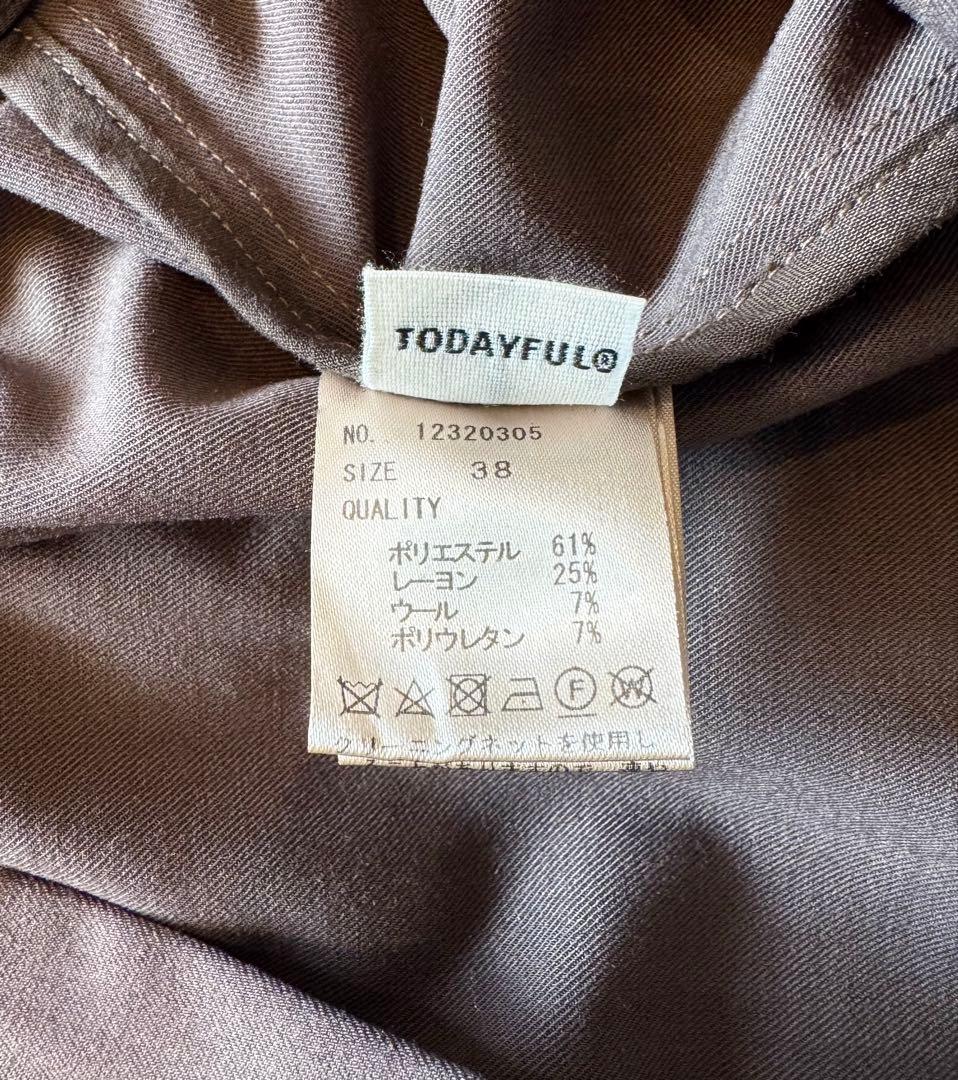 TODAYFUL®
NO. 12320305
SIZE 38
QUALITY
ポリエステル 61%
レーヨン 25%
ウール 7%
ポリウレタン 7%
F W
クリーニングネットを使用し